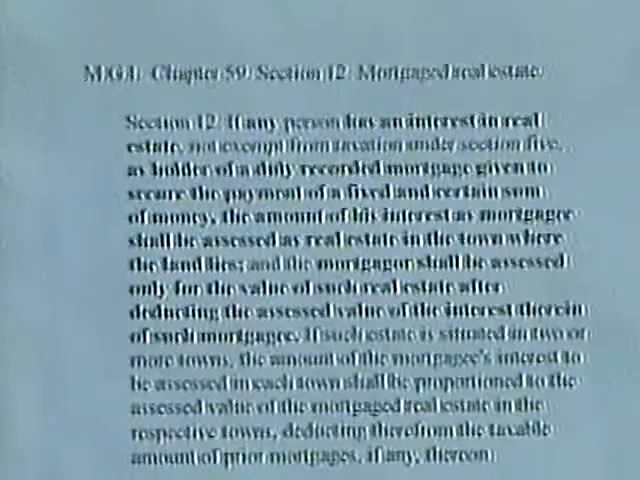 M.G.L. Chapter 59: Section 12. Mortgaged real estate.
Section 12. If any person has an interest in real
estate, not exempt from taxation under section five,
as holder of a duly recorded mortgage given to
secure the payment of a fixed and certain sum
of money, the amount of his interest as mortgagee
shall be assessed as real estate in the town where
the land lies; and the mortgagor shall be assessed
only for the value of such real estate after
deducting the assessed value of the interest therein
of such mortgagee. If such estate is situated in two or
more towns, the amount of the mortgagee's interest to
be assessed in each town shall be proportioned to the
assessed value of the mortgaged real estate in the
respective towns, deducting therefrom the taxable
amount of prior mortgages, if any, thereon.